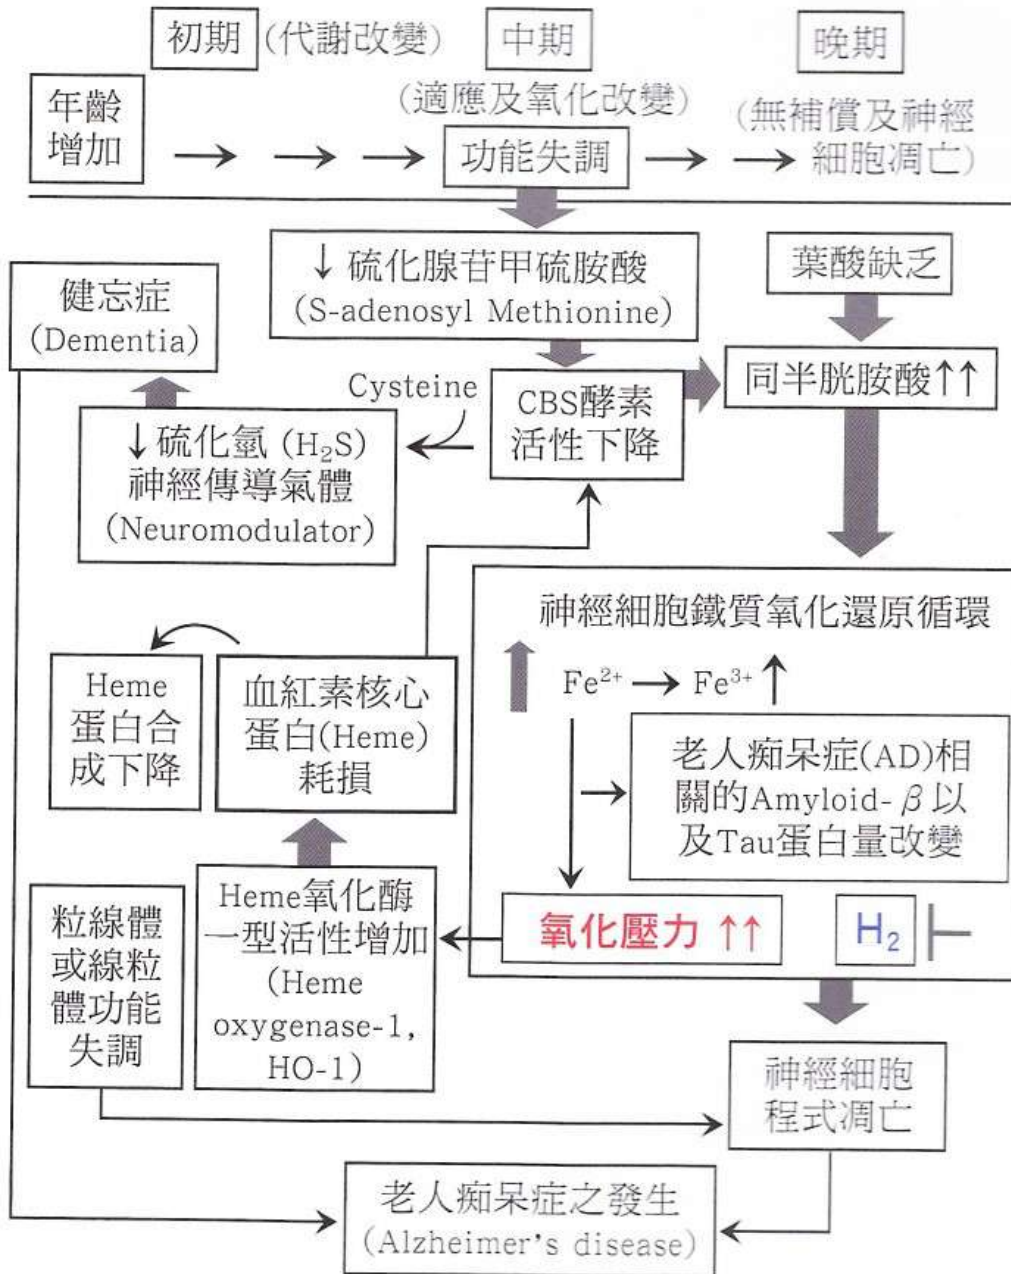 初期 (代謝改變) 中期 晚期
年齡
增加
(適應及氧化改變)
功能失調
(無補償及神經
細胞凋亡)
↓硫化腺苷甲硫胺酸
(S-adenosyl Methionine)
葉酸缺乏
健忘症
(Dementia)
Cysteine
CBS酵素
活性下降
同半胱胺酸↑↑
↓硫化氫 (H₂S)
神經傳導氣體
(Neuromodulator)
神經細胞鐵質氧化還原循環
Fe²⁺ → Fe³⁺ ↑
Heme
蛋白合
成下降
血紅素核心
蛋白(Heme)
耗損
老人痴呆症(AD)相
關的Amyloid-β以
及Tau蛋白量改變
粒線體
或線粒
體功能
失調
Heme氧化酶
一型活性增加
(Heme
oxygenase-1,
HO-1)
氧化壓力 ↑↑
H₂
神經細胞
程式凋亡
老人痴呆症之發生
(Alzheimer's disease)